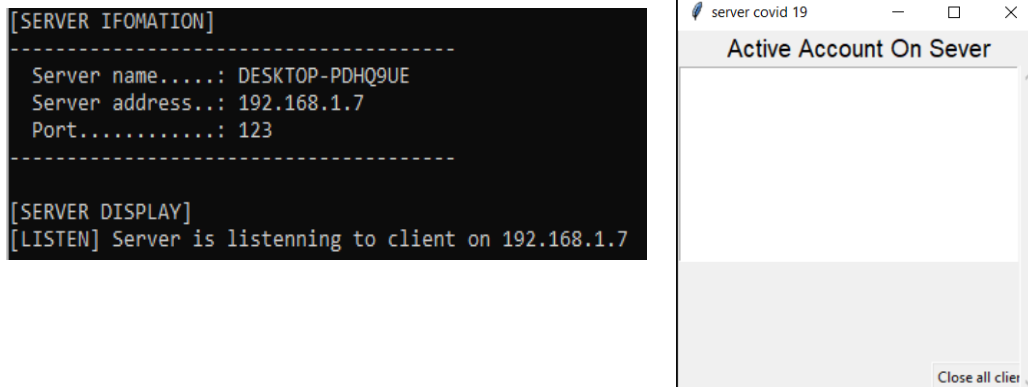 [SERVER IFOMATION]
---------------------------------------
Server name.....: DESKTOP-PDHQ9UE
Server address..: 192.168.1.7
Port............: 123
---------------------------------------
[SERVER DISPLAY]
[LISTEN] Server is listenning to client on 192.168.1.7
server covid 19
Active Account On Sever
Close all